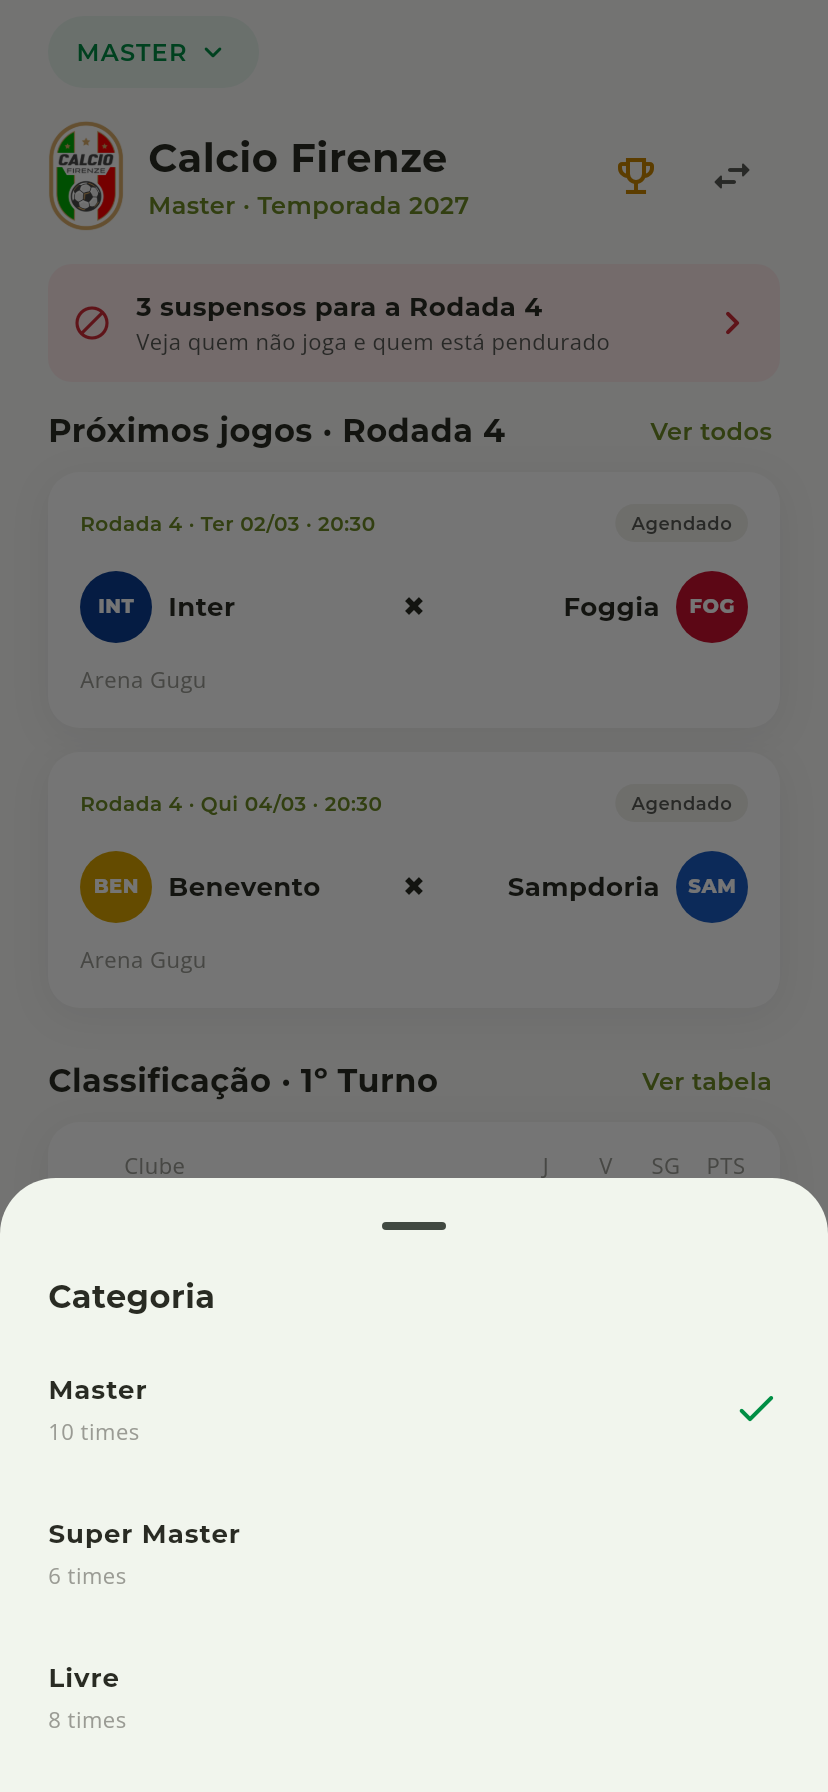 MASTER
CALCIO
FIRENZE
Calcio Firenze
Master · Temporada 2027
3 suspensos para a Rodada 4
Veja quem não joga e quem está pendurado
Próximos jogos · Rodada 4
Ver todos
Rodada 4 · Ter 02/03 · 20:30
Agendado
INT Inter ✖ Foggia FOG
Arena Gugu
Rodada 4 · Qui 04/03 · 20:30
Agendado
BEN Benevento ✖ Sampdoria SAM
Arena Gugu
Classificação · 1º Turno
Ver tabela
Clube J V SG PTS
Categoria
Master
10 times
Super Master
6 times
Livre
8 times